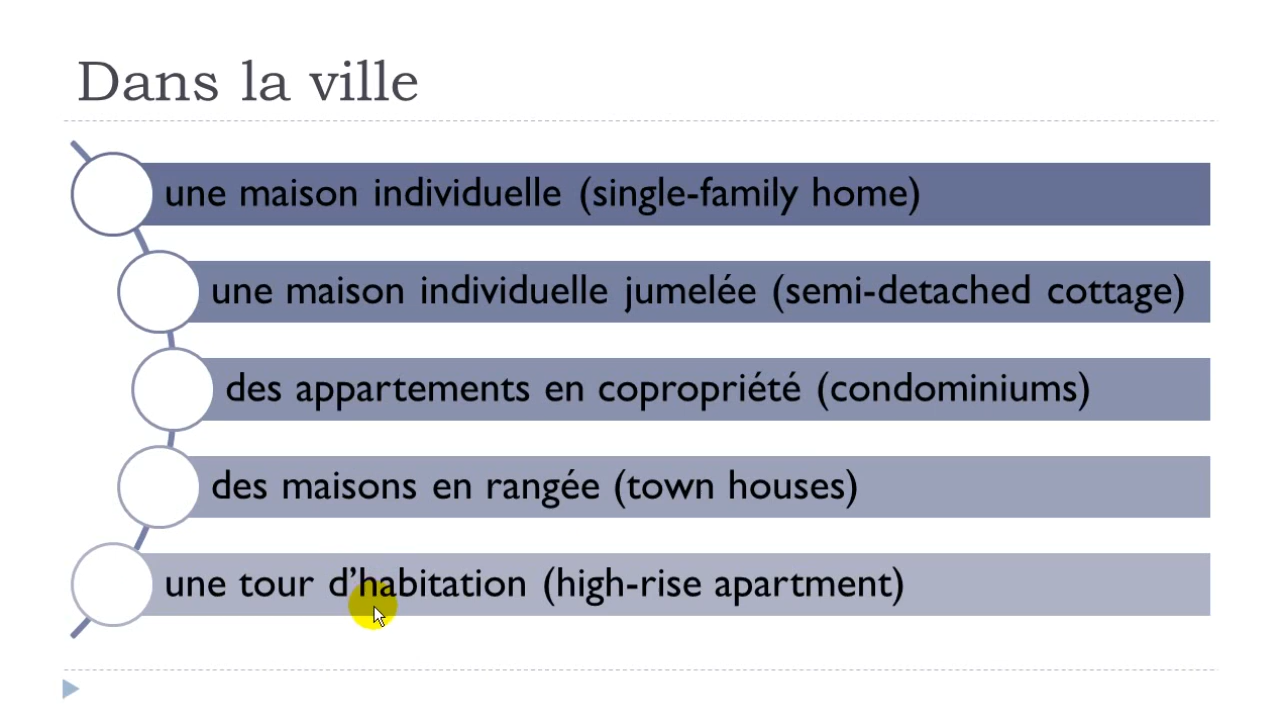 Dans la ville
une maison individuelle (single-family home)
une maison individuelle jumelée (semi-detached cottage)
des appartements en copropriété (condominiums)
des maisons en rangée (town houses)
une tour d’habitation (high-rise apartment)